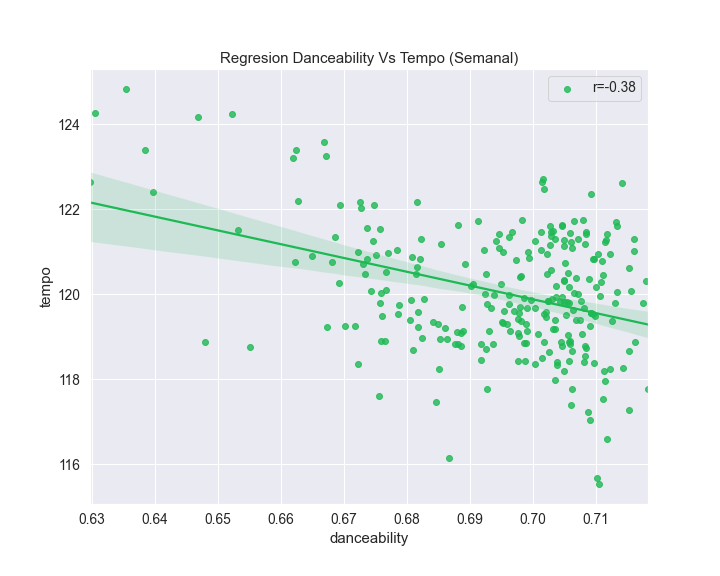 Regresion Danceability Vs Tempo (Semanal)
r=-0.38
124
122
120
118
116
tempo
0.63 0.64 0.65 0.66 0.67 0.68 0.69 0.70 0.71
danceability